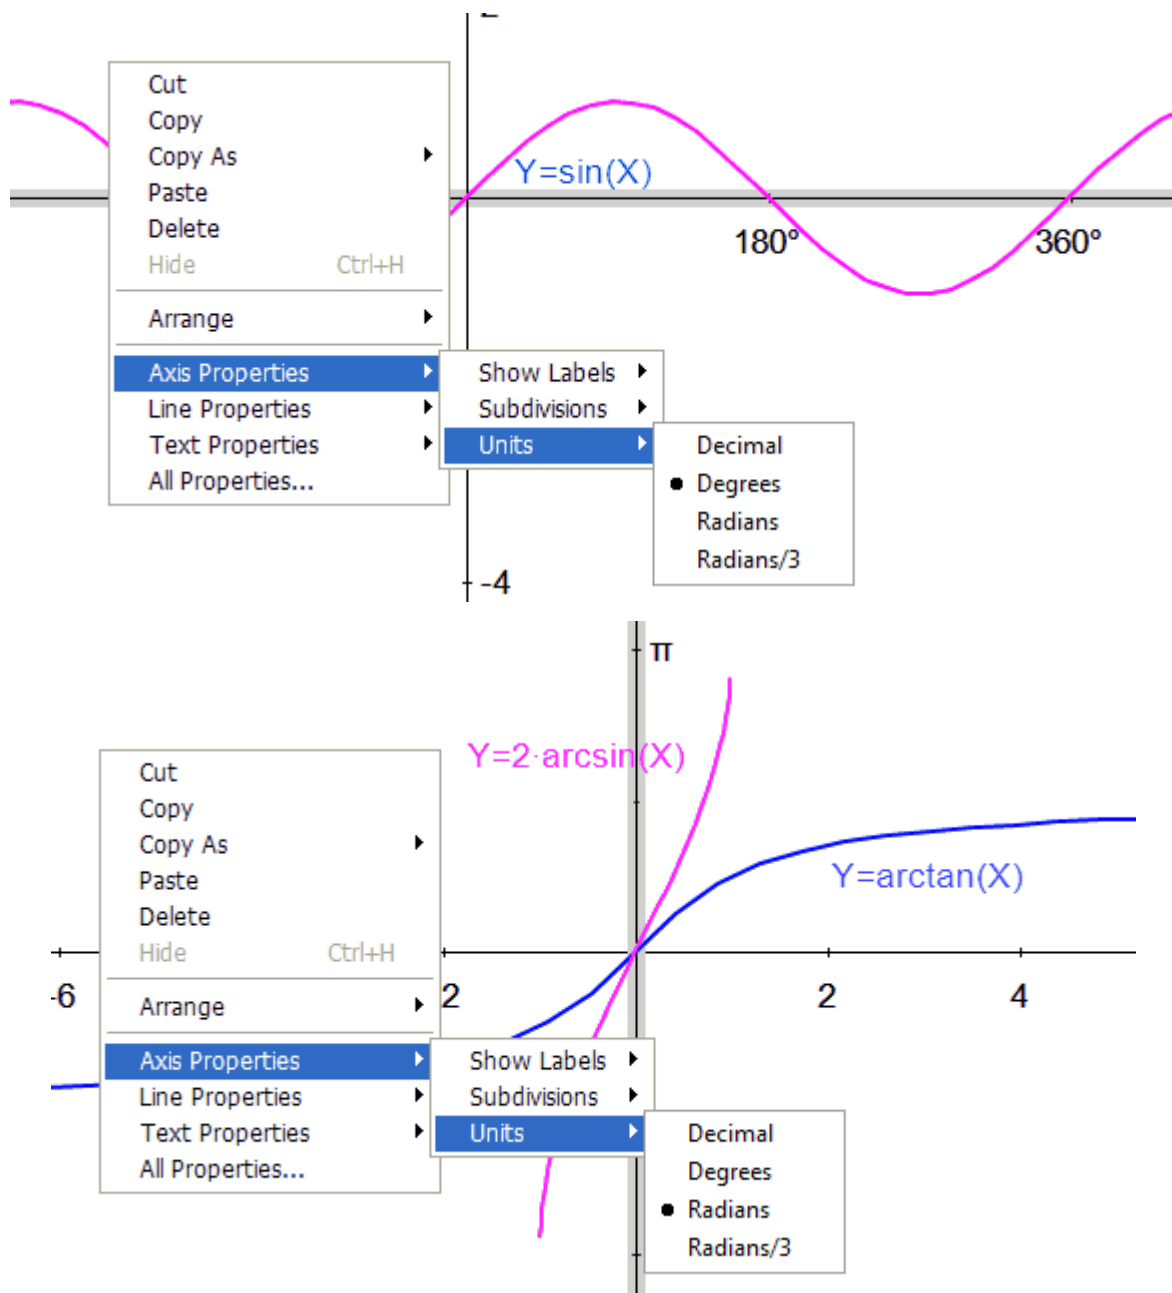 2
Cut
Copy
Copy As
Y=sin(X)
Paste
Delete
180°
360°
Hide Ctrl+H
Arrange
Axis Properties
Show Labels
Line Properties
Subdivisions
Text Properties
Units
Decimal
All Properties...
Degrees
Radians
Radians/3
-4
π
Y=2·arcsin(X)
Cut
Copy
Copy As
Y=arctan(X)
Paste
Delete
Hide Ctrl+H
-6
2
2
4
Arrange
Axis Properties
Show Labels
Line Properties
Subdivisions
Text Properties
Units
Decimal
All Properties...
Degrees
Radians
Radians/3